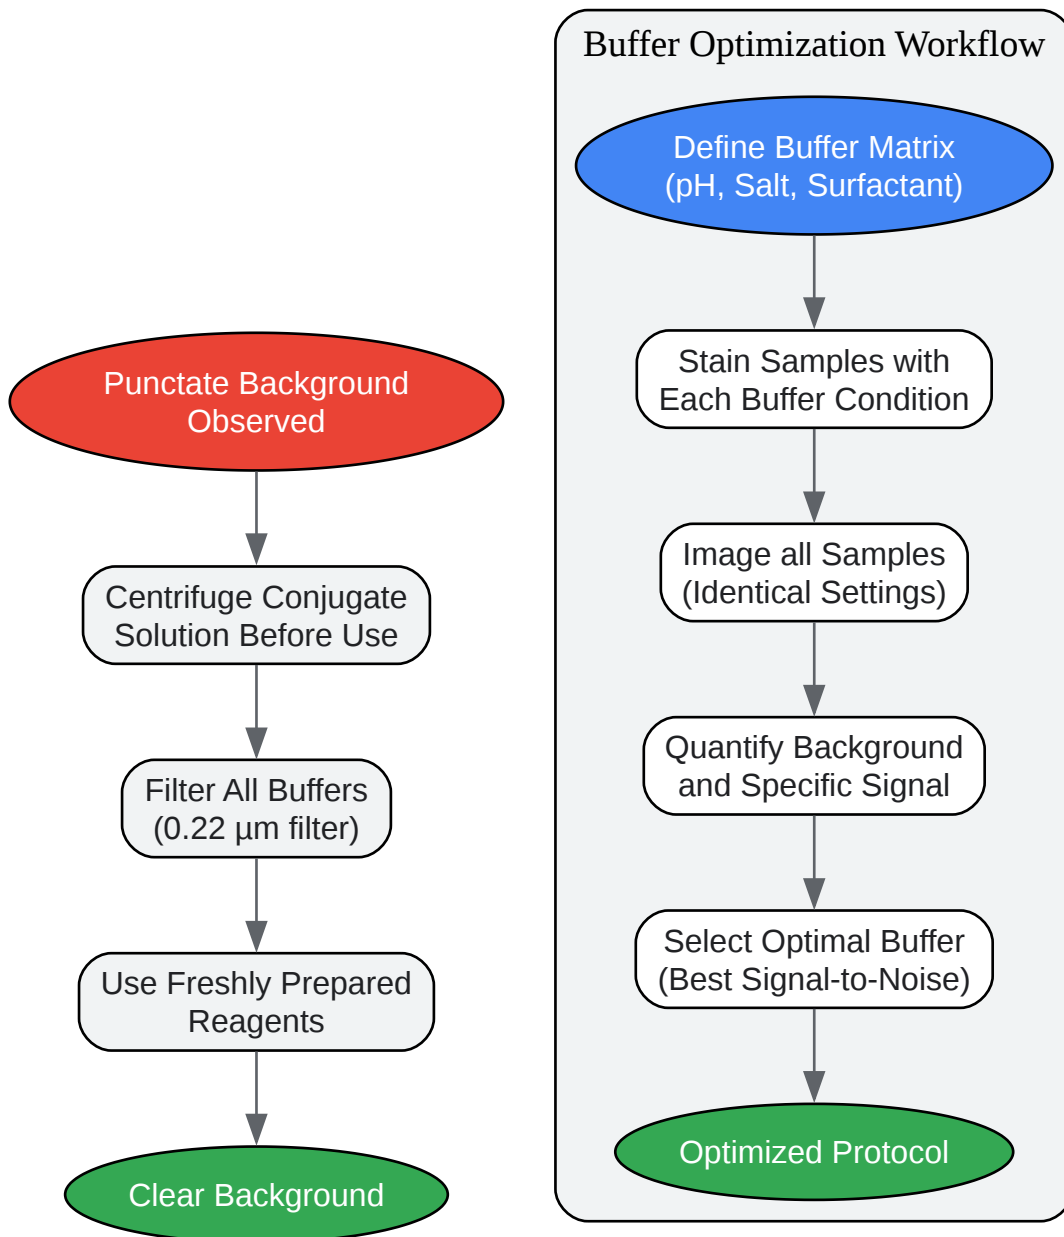 Punctate Background
Observed
Centrifuge Conjugate
Solution Before Use
Filter All Buffers
(0.22 µm filter)
Use Freshly Prepared
Reagents
Clear Background
Buffer Optimization Workflow
Define Buffer Matrix
(pH, Salt, Surfactant)
Stain Samples with
Each Buffer Condition
Image all Samples
(Identical Settings)
Quantify Background
and Specific Signal
Select Optimal Buffer
(Best Signal-to-Noise)
Optimized Protocol